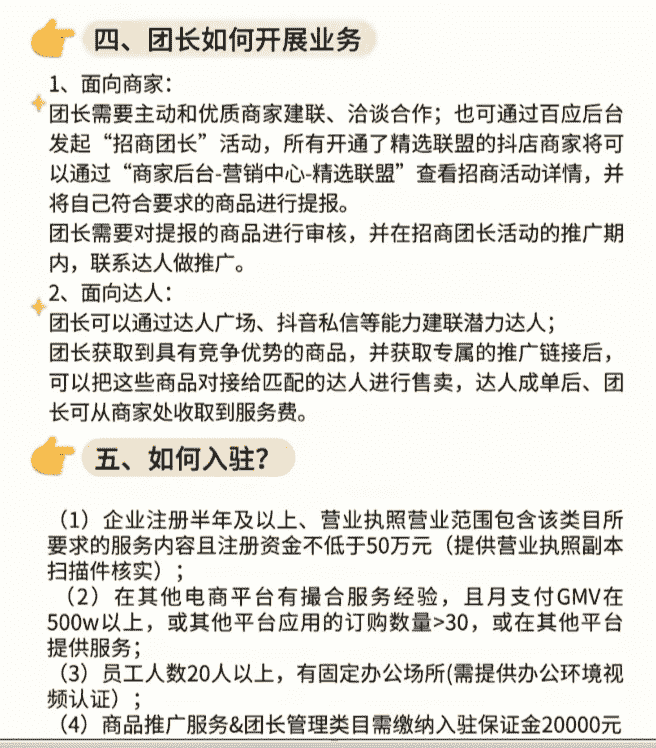 四、团长如何开展业务
1、面向商家：
团长需要主动和优质商家建联、洽谈合作；也可通过百应后台
发起“招商团长”活动，所有开通了精选联盟的抖店商家将可
以通过“商家后台-营销中心-精选联盟”查看招商活动详情，并
将自己符合要求的商品进行提报。
团长需要对提报的商品进行审核，并在招商团长活动的推广期
内，联系达人做推广。
2、面向达人：
团长可以通过达人广场、抖音私信等能力建联潜力达人；
团长获取到具有竞争优势的商品，并获取专属的推广链接后，
可以把这些商品对接给匹配的达人进行售卖，达人成单后、团
长可从商家处收取到服务费。
五、如何入驻？
（1）企业注册半年及以上、营业执照营业范围包含该类目所
要求的服务内容且注册资金不低于50万元（提供营业执照副本
扫描件核实）；
（2）在其他电商平台有撮合服务经验，且月支付GMV在
500w以上，或其他平台应用的订购数量>30，或在其他平台
提供服务；
（3）员工人数20人以上，有固定办公场所(需提供办公环境视
频认证）；
（4）商品推广服务&团长管理类目需缴纳入驻保证金20000元